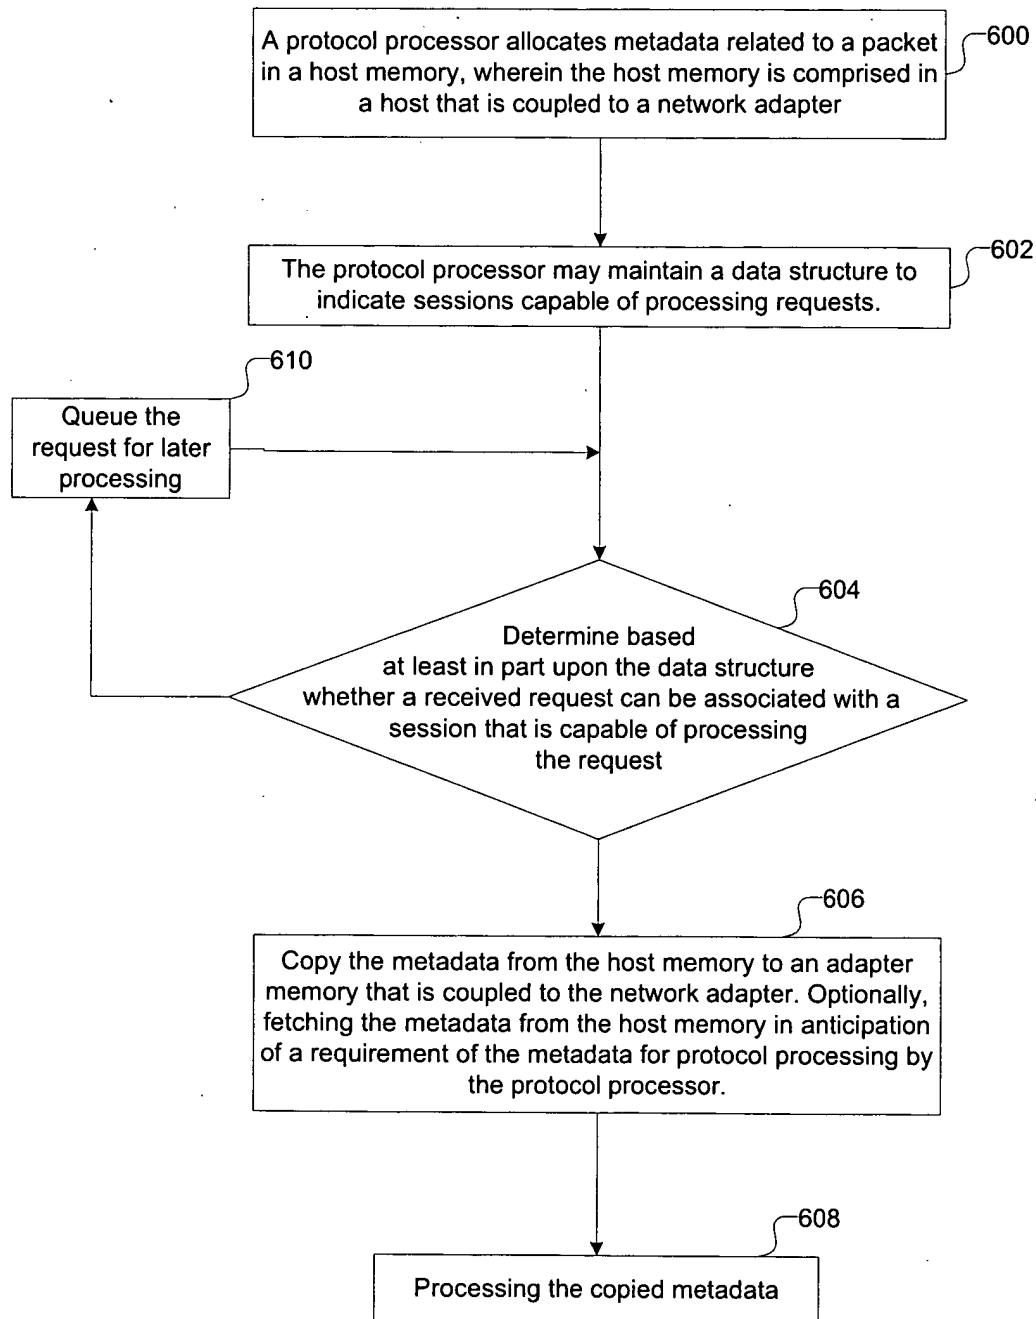 A protocol processor allocates metadata related to a packet
in a host memory, wherein the host memory is comprised in
a host that is coupled to a network adapter
600
The protocol processor may maintain a data structure to
indicate sessions capable of processing requests.
602
610
Queue the
request for later
processing
604
Determine based
at least in part upon the data structure
whether a received request can be associated with a
session that is capable of processing
the request
606
Copy the metadata from the host memory to an adapter
memory that is coupled to the network adapter. Optionally,
fetching the metadata from the host memory in anticipation
of a requirement of the metadata for protocol processing by
the protocol processor.
608
Processing the copied metadata